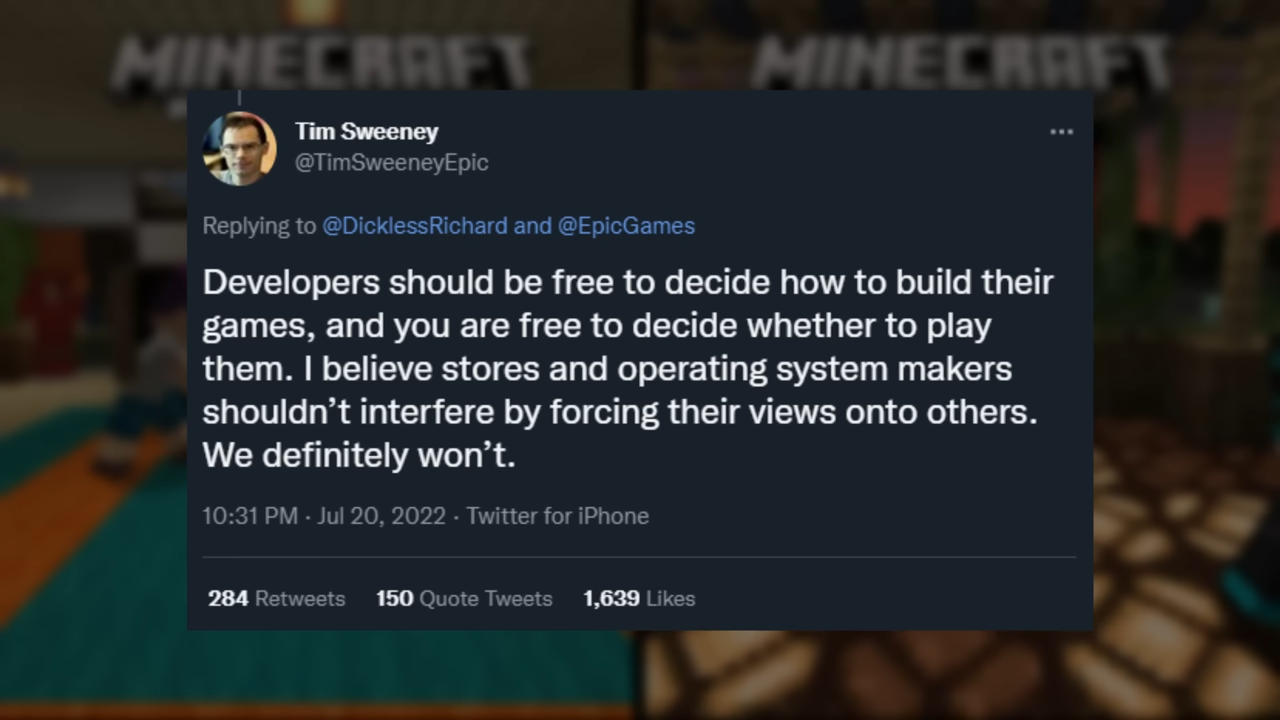 MINECRAFT MINECRAFT
Tim Sweeney
@TimSweeneyEpic
Replying to @DicklessRichard and @EpicGames
Developers should be free to decide how to build their
games, and you are free to decide whether to play
them. I believe stores and operating system makers
shouldn’t interfere by forcing their views onto others.
We definitely won’t.
10:31 PM · Jul 20, 2022 · Twitter for iPhone
284 Retweets 150 Quote Tweets 1,639 Likes